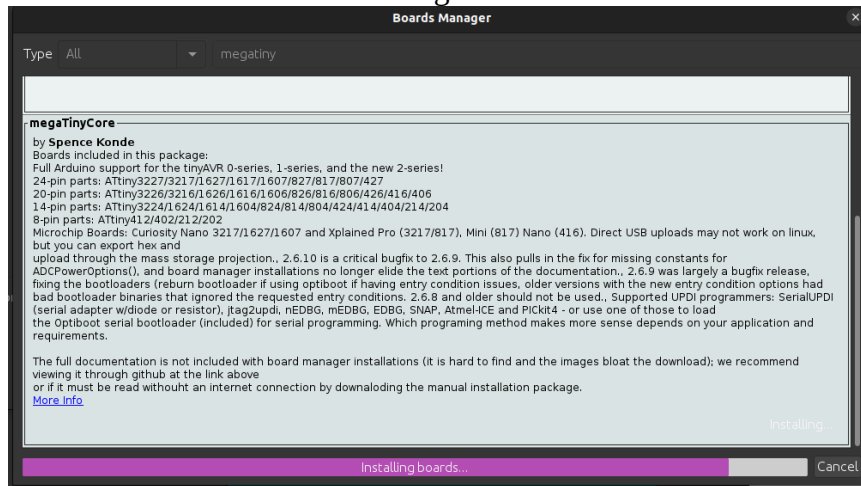 Boards Manager
Type All megatiny
megaTinyCore
by Spence Konde
Boards included in this package:
Full Arduino support for the tinyAVR 0-series, 1-series, and the new 2-series!
24-pin parts: ATtiny3227/3217/1627/1617/1607/827/817/807/427
20-pin parts: ATtiny3226/3216/1626/1616/1606/826/816/806/426/416/406
14-pin parts: ATtiny3224/1624/1614/1604/824/814/804/424/414/404/214/204
8-pin parts: ATtiny412/402/212/202
Microchip Boards: Curiosity Nano 3217/1627/1607 and Xplained Pro (3217/817), Mini (817) Nano (416). Direct USB uploads may not work on linux,
but you can export hex and
upload through the mass storage projection., 2.6.10 is a critical bugfix to 2.6.9. This also pulls in the fix for missing constants for
ADCPowerOptions(), and board manager installations no longer elide the text portions of the documentation., 2.6.9 was largely a bugfix release,
fixing the bootloaders (reburn bootloader if using optiboot if having entry condition issues, older versions with the new entry condition options had
bad bootloader binaries that ignored the requested entry conditions. 2.6.8 and older should not be used., Supported UPDI programmers: SerialUPDI
(serial adapter w/diode or resistor), jtag2updi, nEDBG, mEDBG, EDBG, SNAP, Atmel-ICE and PICkit4 - or use one of those to load
the Optiboot serial bootloader (included) for serial programming. Which programing method makes more sense depends on your application and
requirements.
The full documentation is not included with board manager installations (it is hard to find and the images bloat the download); we recommend
viewing it through github at the link above
or if it must be read withouht an internet connection by downaloding the manual installation package.
More Info
Installing...
Installing boards...
Cancel